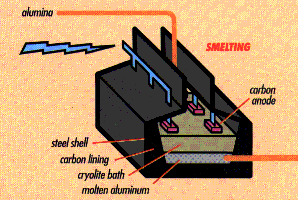 alumina
SMELTING
carbon
anode
steel shell
carbon lining
cryolite bath
molten aluminum